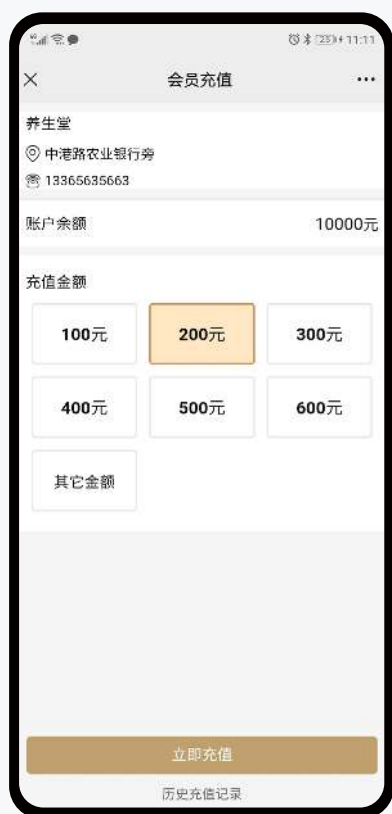 11:11
会员充值
养生堂
中港路农业银行旁
13365635663
账户余额 10000元
充值金额
100元 200元 300元
400元 500元 600元
其它金额
立即充值
历史充值记录